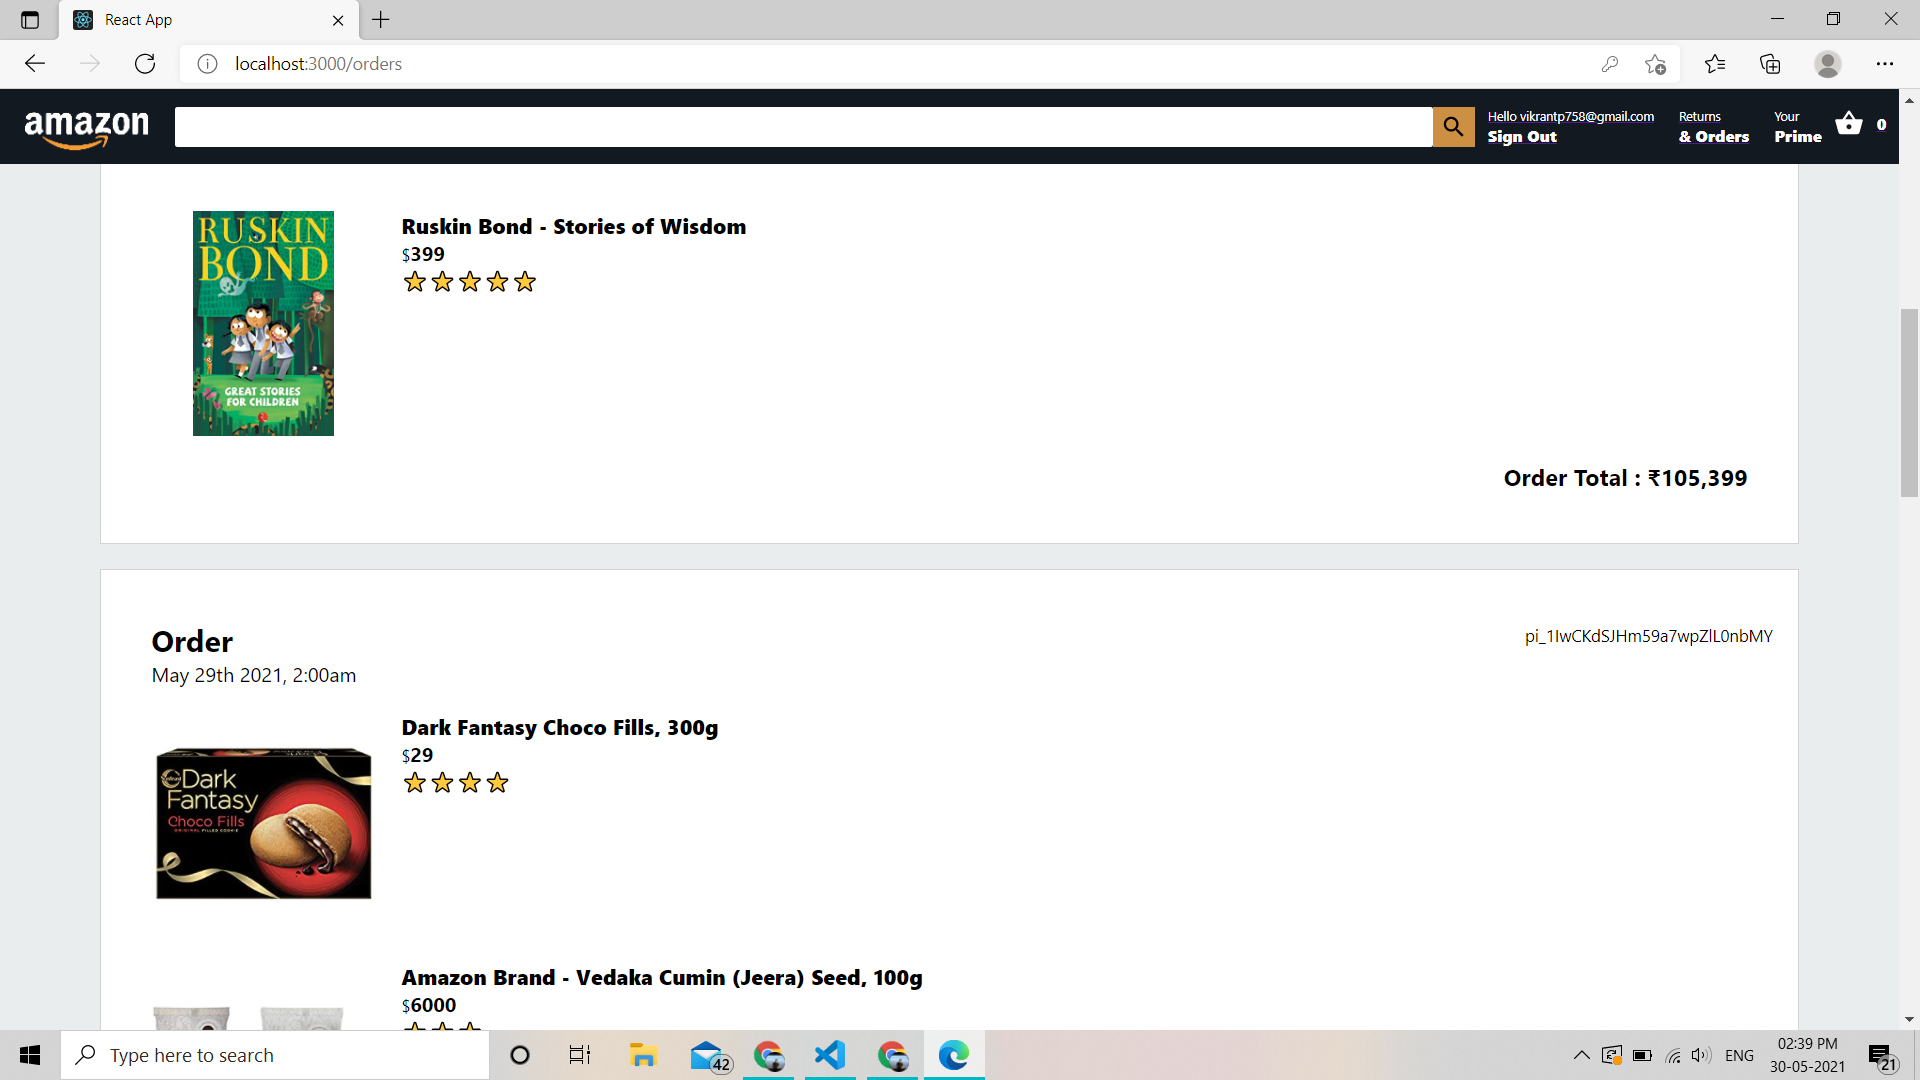 React App
localhost:3000/orders
amazon
Hello vikrantp758@gmail.com
Sign Out
Returns
& Orders
Your
Prime
0
RUSKIN
BOND
GREAT STORIES
FOR CHILDREN
Ruskin Bond - Stories of Wisdom
$399
Order Total : ₹105,399
Order
pi_1IwCKdSJHm59a7wpZlL0nbMY
May 29th 2021, 2:00am
Dark
Fantasy
Choco Fills
ORIGINAL FILLED COOKIE
Dark Fantasy Choco Fills, 300g
$29
Amazon Brand - Vedaka Cumin (Jeera) Seed, 100g
$6000
Type here to search
42
ENG
02:39 PM
30-05-2021
21